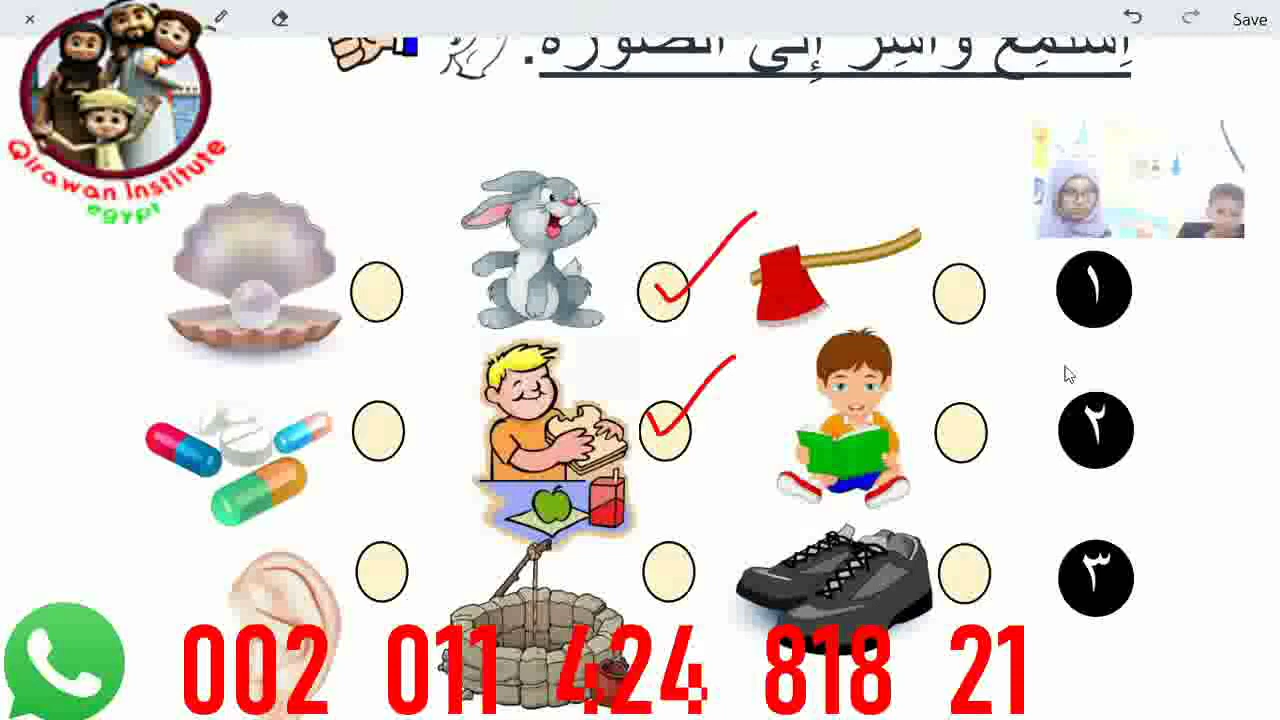 Save
اِسْتَمِعْ وَأَشِرْ إِلَى الصُّورَةِ.
Qirawan Institute
egypt
١
٢
٣
002 011 424 818 21